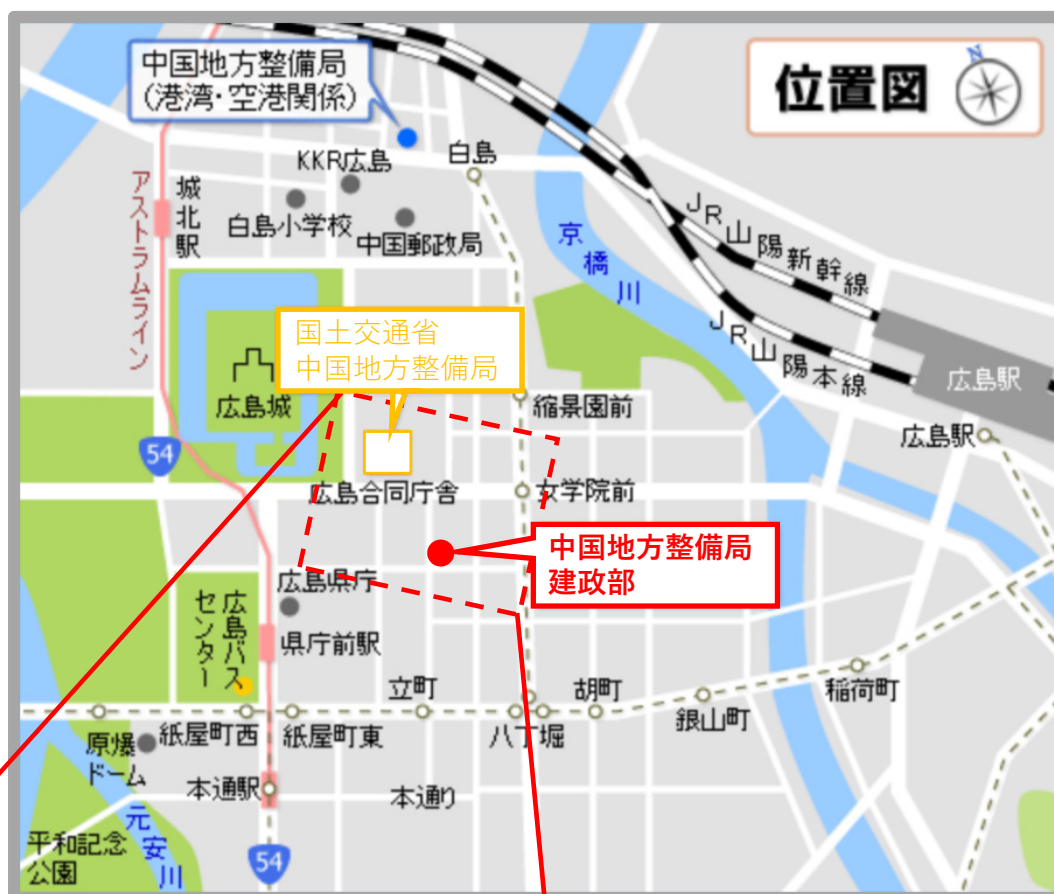 中国地方整備局
(港湾・空港関係)
位置図
N
白島
KKR広島
城北駅
白島小学校
中国郵政局
アストラムライン
京橋川
JR山陽新幹線
JR山陽本線
国土交通省
中国地方整備局
広島城
縮景園前
広島駅
広島駅
54
広島合同庁舎
女学院前
中国地方整備局
建政部
広島県庁
広島バス
センター
県庁前駅
立町
胡町
稲荷町
銀山町
紙屋町西
紙屋町東
八丁堀
原爆
ドーム
本通駅
本通り
元安川
平和記念
公園
54